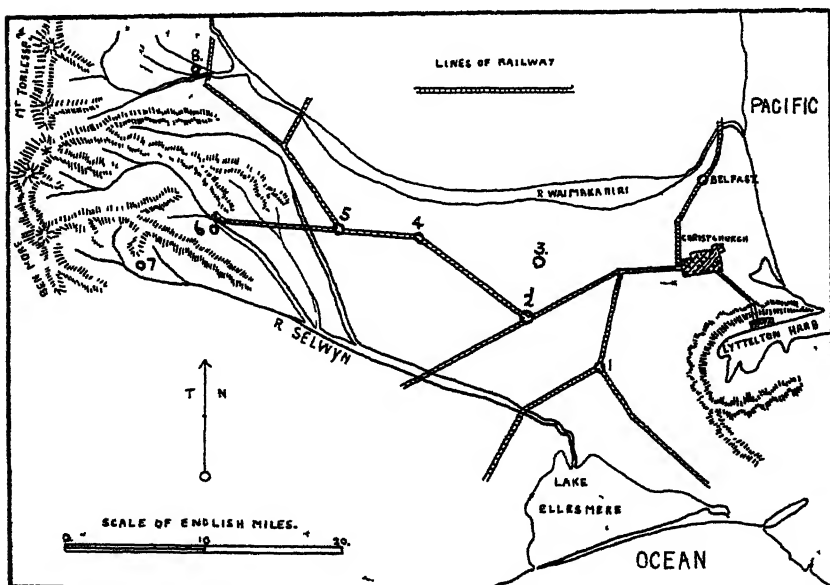 LINES OF RAILWAY
PACIFIC
MT TORLESSE
8
R WAIMAKARIRI
BELFAST
5
4
3
CHRISTCHURCH
6
BEN MORE
7
2
R SELWYN
LYTTELTON HARB
1
T N
LAKE
ELLESMERE
SCALE OF ENGLISH MILES.
0 10 20.
OCEAN